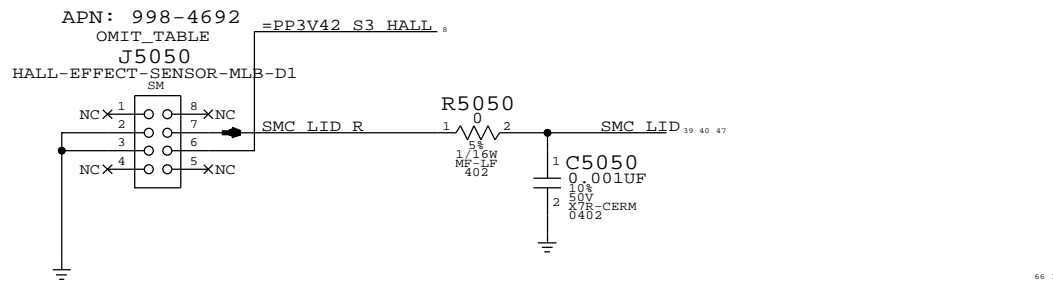 APN: 998-4692
OMIT_TABLE
J5050
HALL-EFFECT-SENSOR-MLB-D1
SM
=PP3V42_S3_HALL 8
NC 1 8 NC
2 7
3 6
NC 4 5 NC
SMC_LID_R
R5050
0
1 2
5%
1/16W
MF-LF
402
SMC_LID 39 40 47
1 C5050
0.001UF
10%
50V
2 X7R-CERM
0402
66